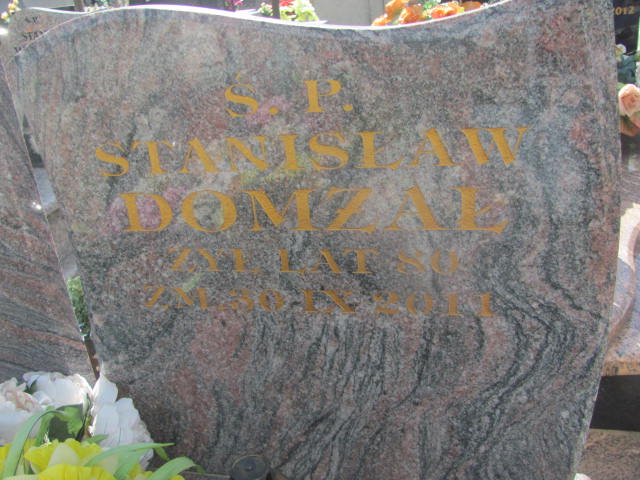 Ś. P.
STANISŁAW
DOMZAŁ
ŻYŁ LAT 80
ZM. 30 IX 2011